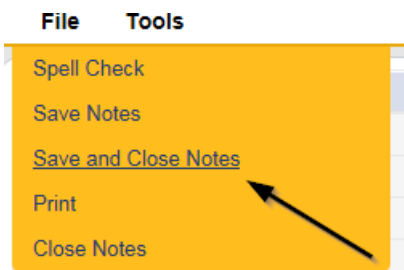 File Tools
Spell Check
Save Notes
Save and Close Notes
Print
Close Notes